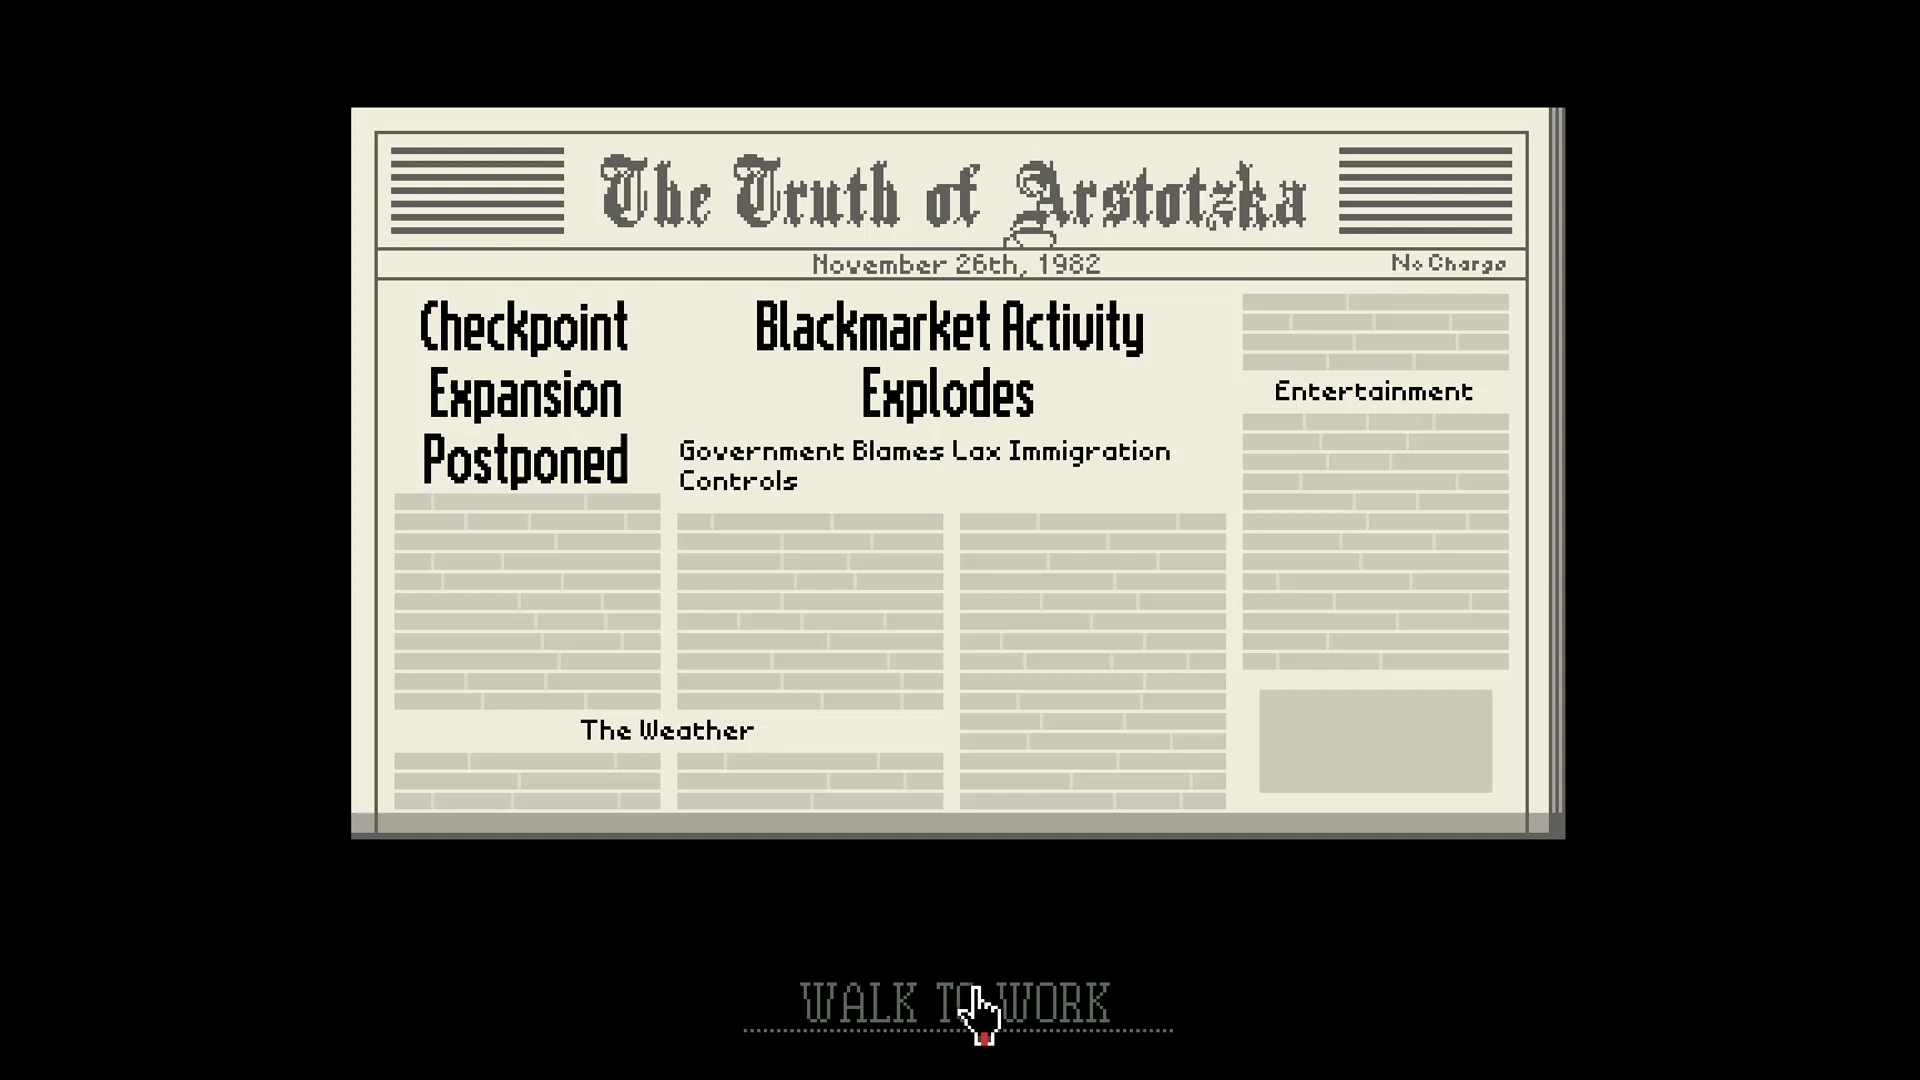 The Truth of Arstotzka
November 26th, 1982
No Charge
Checkpoint
Expansion
Postponed
Blackmarket Activity
Explodes
Government Blames Lax Immigration
Controls
Entertainment
The Weather
WALK TO WORK